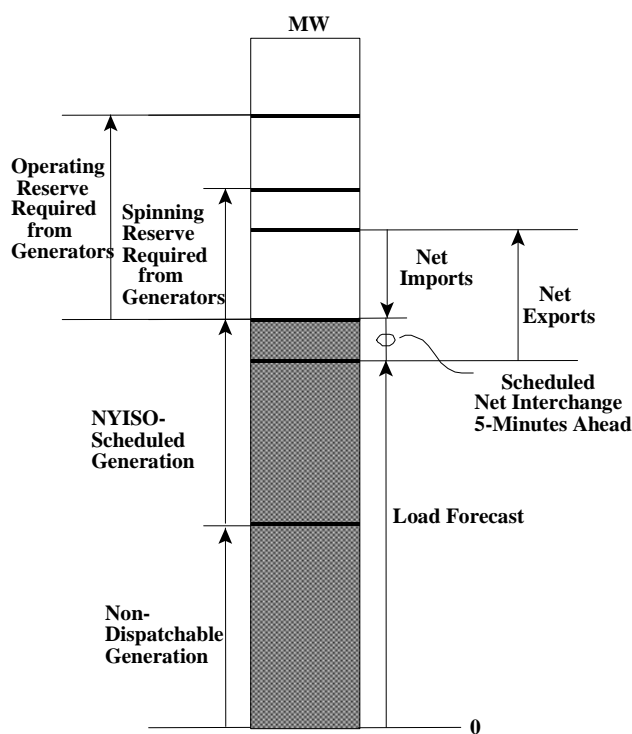 MW
Operating
Reserve
Required
from
Generators
Spinning
Reserve
Required
from
Generators
Net
Imports
Net
Exports
Scheduled
Net Interchange
5-Minutes Ahead
NYISO-
Scheduled
Generation
Load Forecast
Non-
Dispatchable
Generation
0